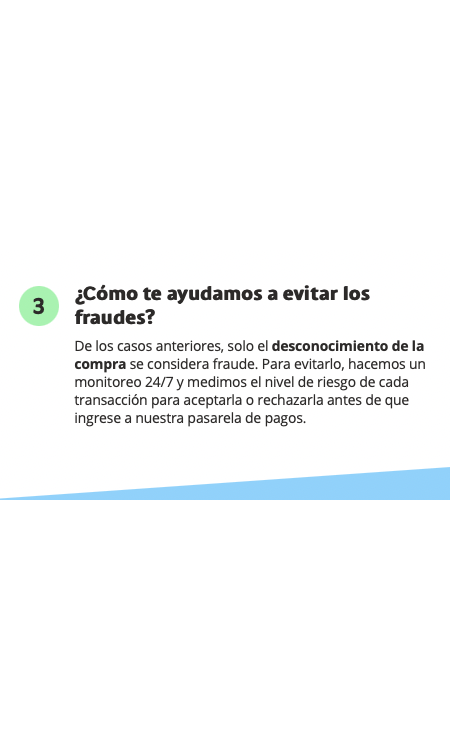 3
¿Cómo te ayudamos a evitar los
fraudes?
De los casos anteriores, solo el desconocimiento de la
compra se considera fraude. Para evitarlo, hacemos un
monitoreo 24/7 y medimos el nivel de riesgo de cada
transacción para aceptarla o rechazarla antes de que
ingrese a nuestra pasarela de pagos.